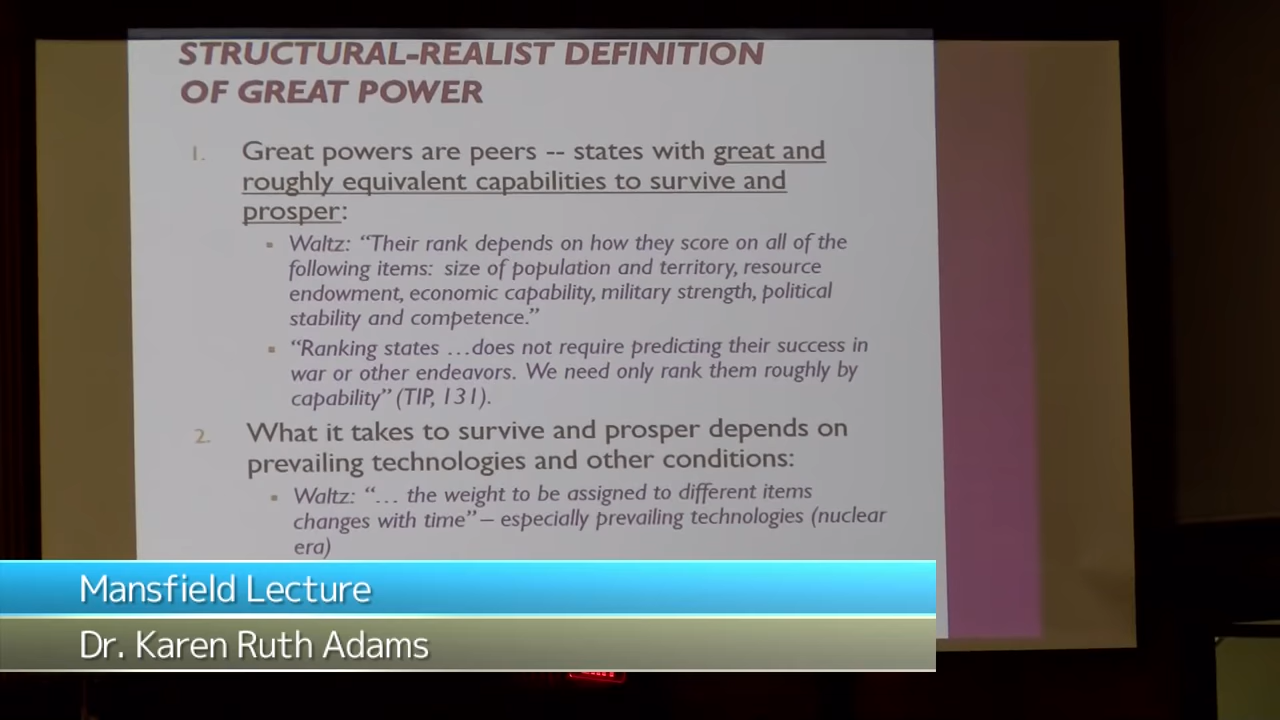 STRUCTURAL-REALIST DEFINITION
OF GREAT POWER
1. Great powers are peers -- states with great and
roughly equivalent capabilities to survive and
prosper:
▪ Waltz: “Their rank depends on how they score on all of the
following items: size of population and territory, resource
endowment, economic capability, military strength, political
stability and competence.”
▪ “Ranking states …does not require predicting their success in
war or other endeavors. We need only rank them roughly by
capability” (TIP, 131).
2. What it takes to survive and prosper depends on
prevailing technologies and other conditions:
▪ Waltz: “… the weight to be assigned to different items
changes with time” – especially prevailing technologies (nuclear
era)
Mansfield Lecture
Dr. Karen Ruth Adams